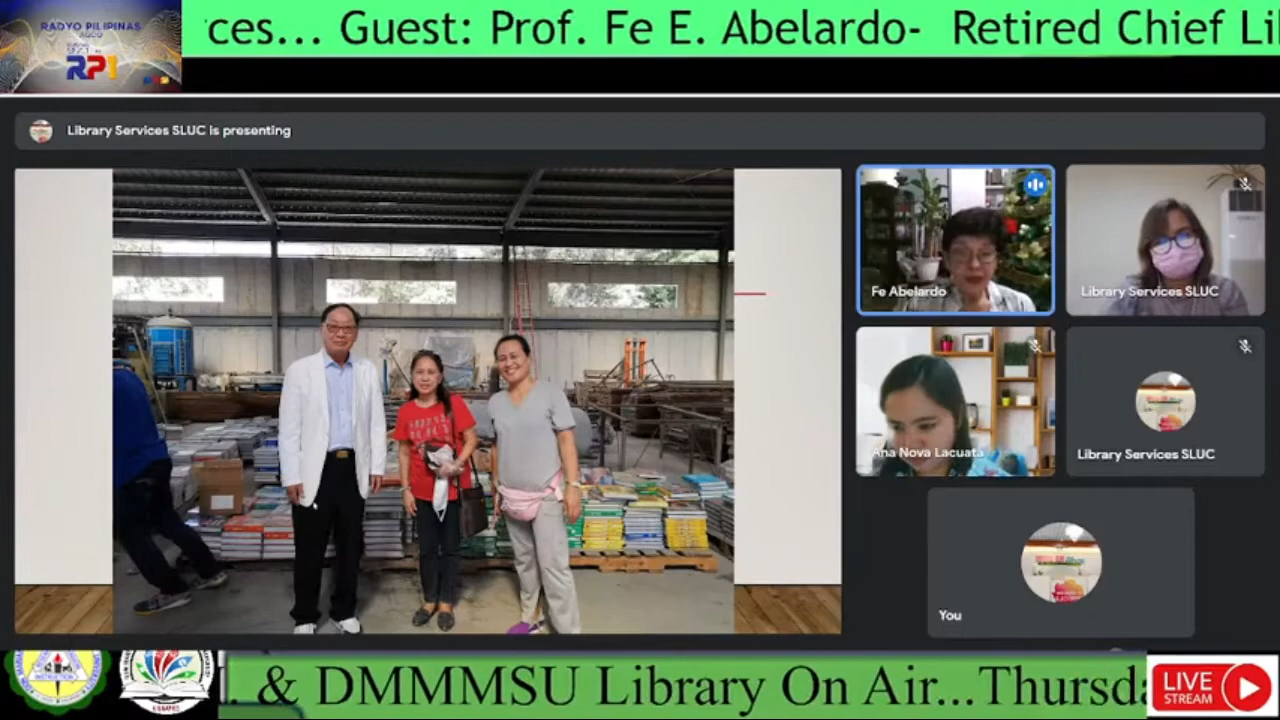 ces... Guest: Prof. Fe E. Abelardo- Retired Chief Li
RADYO PILIPINAS
AGOO
RP1
Library Services SLUC is presenting
Fe Abelardo
Library Services SLUC
Ana Nova Lacuata
Library Services SLUC
You
. & DMMMSU Library On Air...Thursda
LIVE
STREAM